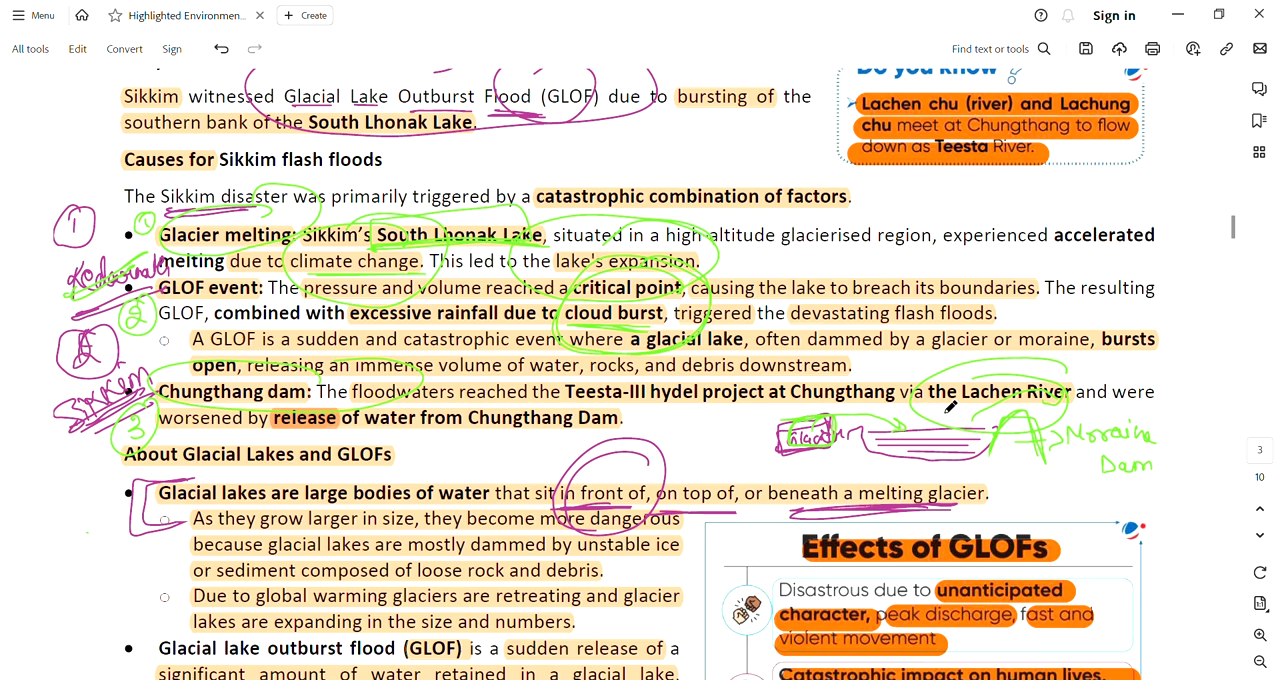 Menu
Highlighted Environmen...
Create
Sign in
All tools
Edit
Convert
Sign
Find text or tools
Do you know ?
Sikkim witnessed Glacial Lake Outburst Flood (GLOF) due to bursting of the
southern bank of the South Lhonak Lake.
Lachen chu (river) and Lachung
chu meet at Chungthang to flow
down as Teesta River.
Causes for Sikkim flash floods
The Sikkim disaster was primarily triggered by a catastrophic combination of factors.
1
1
• Glacier melting: Sikkim's South Lhonak Lake, situated in a high-altitude glacierised region, experienced accelerated
melting due to climate change. This led to the lake's expansion.
Kedarnath
• GLOF event: The pressure and volume reached a critical point, causing the lake to breach its boundaries. The resulting
2
GLOF, combined with excessive rainfall due to cloud burst, triggered the devastating flash floods.
○ A GLOF is a sudden and catastrophic event where a glacial lake, often dammed by a glacier or moraine, bursts
open, releasing an immense volume of water, rocks, and debris downstream.
Sikkim
• Chungthang dam: The floodwaters reached the Teesta-III hydel project at Chungthang via the Lachen River and were
3
worsened by release of water from Chungthang Dam.
Moraine
Dam
About Glacial Lakes and GLOFs
• Glacial lakes are large bodies of water that sit in front of, on top of, or beneath a melting glacier.
○ As they grow larger in size, they become more dangerous
because glacial lakes are mostly dammed by unstable ice
or sediment composed of loose rock and debris.
○ Due to global warming glaciers are retreating and glacier
lakes are expanding in the size and numbers.
• Glacial lake outburst flood (GLOF) is a sudden release of a
significant amount of water retained in a glacial lake,
Effects of GLOFs
Disastrous due to unanticipated
character, peak discharge, fast and
violent movement
Catastrophic impact on human lives,
3
10